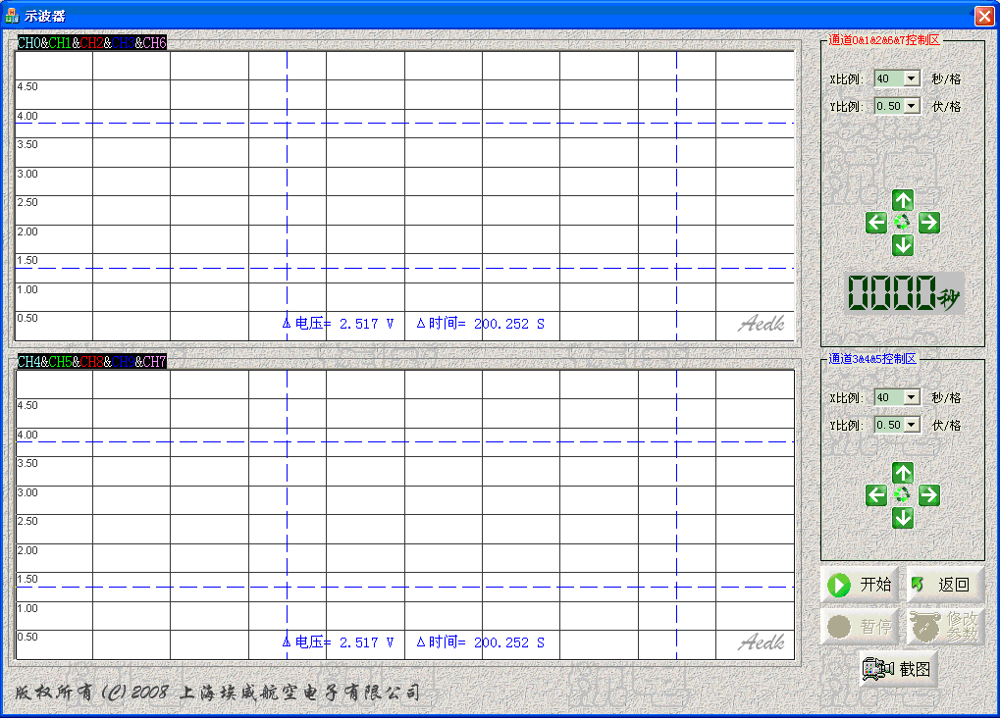 示波器
CH0&CH1&CH2&CH3&CH6
4.50
4.00
3.50
3.00
2.50
2.00
1.50
1.00
0.50
Δ电压= 2.517 V Δ时间= 200.252 S
Aedk
CH4&CH5&CH8&CH9&CH7
4.50
4.00
3.50
3.00
2.50
2.00
1.50
1.00
0.50
Δ电压= 2.517 V Δ时间= 200.252 S
Aedk
版权所有(C)2008 上海埃威航空电子有限公司
通道0&1&2&6&7控制区
X比例: 40 秒/格
Y比例: 0.50 伏/格
0000秒
通道3&4&5控制区
X比例: 40 秒/格
Y比例: 0.50 伏/格
开始 返回
暂停 修改参数
截图